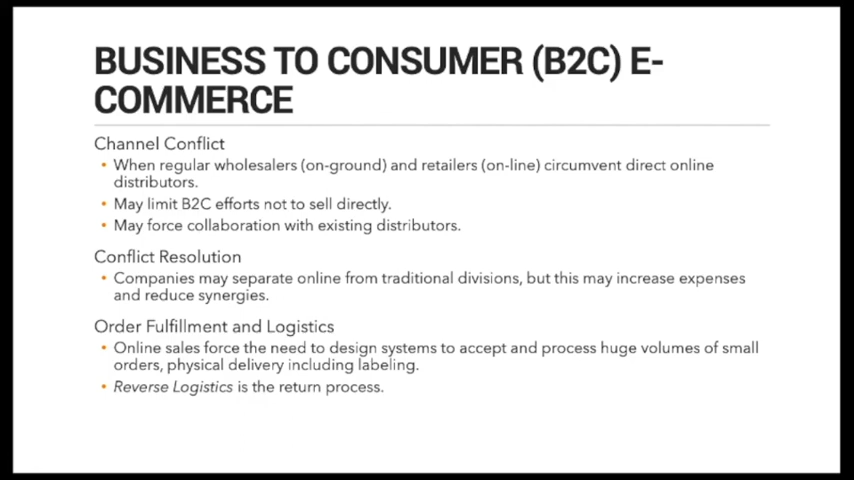 BUSINESS TO CONSUMER (B2C) E-
COMMERCE
Channel Conflict
• When regular wholesalers (on-ground) and retailers (on-line) circumvent direct online
distributors.
• May limit B2C efforts not to sell directly.
• May force collaboration with existing distributors.
Conflict Resolution
• Companies may separate online from traditional divisions, but this may increase expenses
and reduce synergies.
Order Fulfillment and Logistics
• Online sales force the need to design systems to accept and process huge volumes of small
orders, physical delivery including labeling.
• Reverse Logistics is the return process.